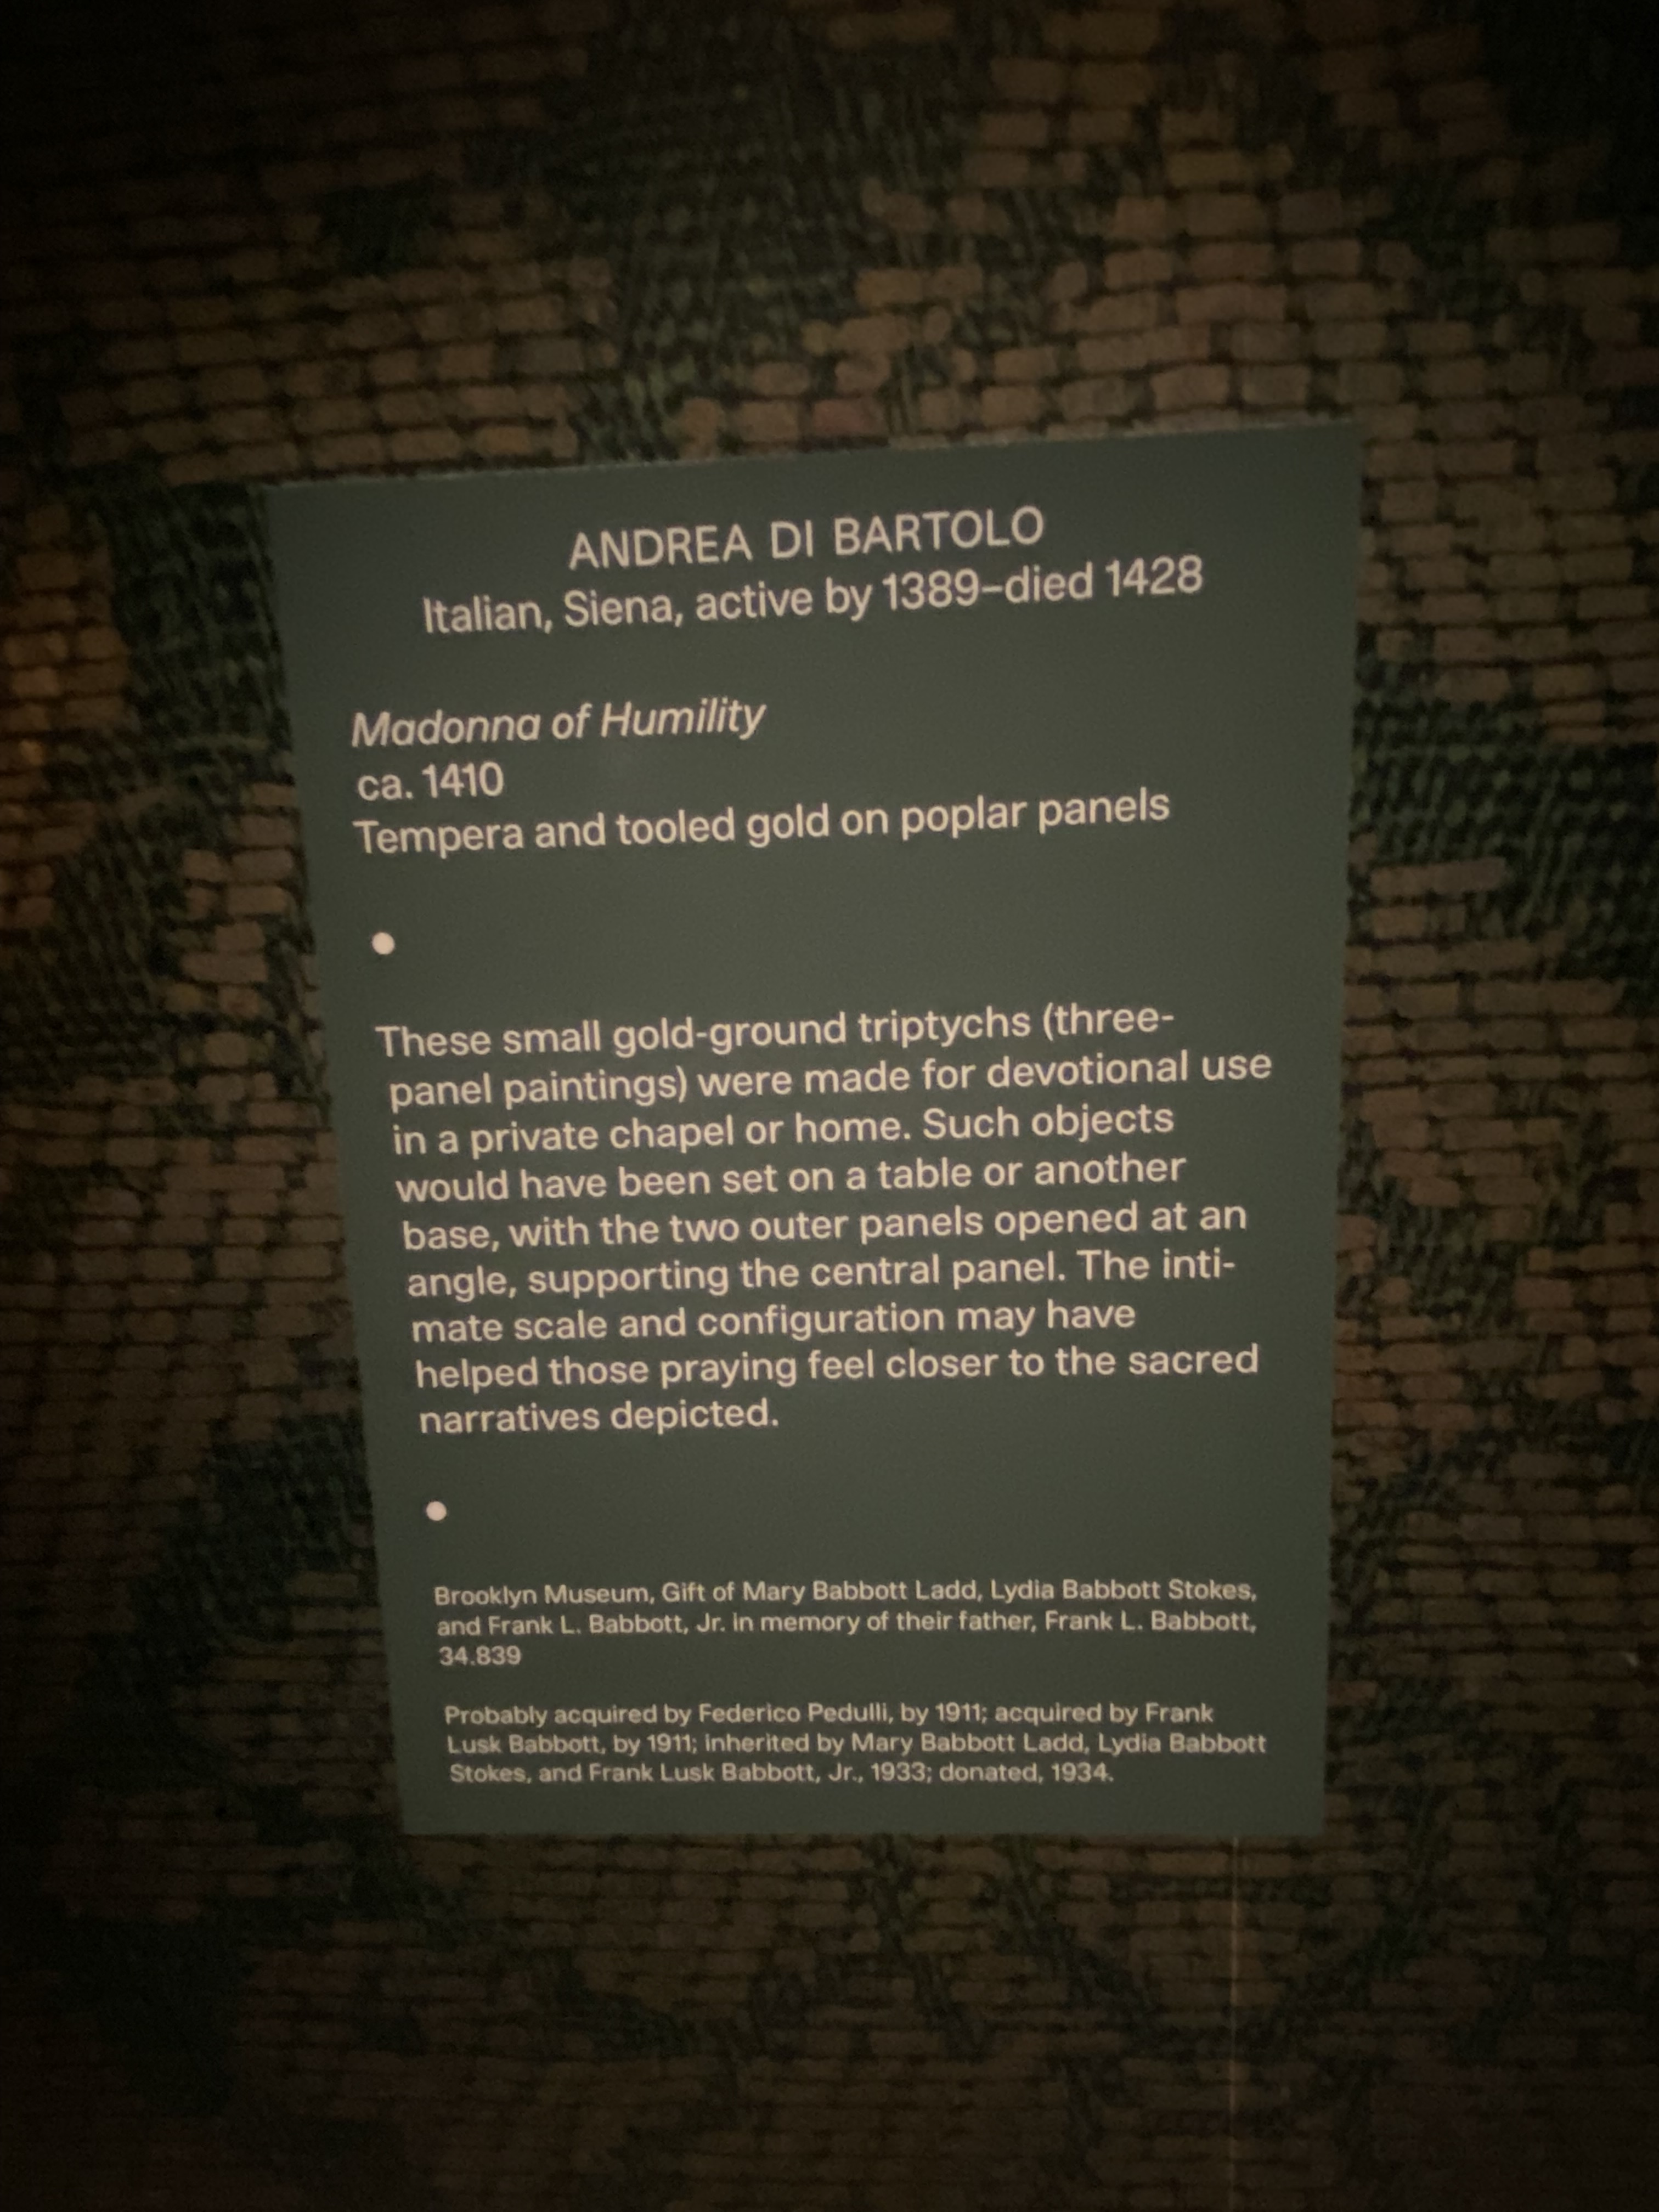 ANDREA DI BARTOLO
Italian, Siena, active by 1389–died 1428
Madonna of Humility
ca. 1410
Tempera and tooled gold on poplar panels
•
These small gold-ground triptychs (three-
panel paintings) were made for devotional use
in a private chapel or home. Such objects
would have been set on a table or another
base, with the two outer panels opened at an
angle, supporting the central panel. The inti-
mate scale and configuration may have
helped those praying feel closer to the sacred
narratives depicted.
•
Brooklyn Museum, Gift of Mary Babbott Ladd, Lydia Babbott Stokes,
and Frank L. Babbott, Jr. in memory of their father, Frank L. Babbott,
34.839
Probably acquired by Federico Pedulli, by 1911; acquired by Frank
Lusk Babbott, by 1911; inherited by Mary Babbott Ladd, Lydia Babbott
Stokes, and Frank Lusk Babbott, Jr., 1933; donated, 1934.